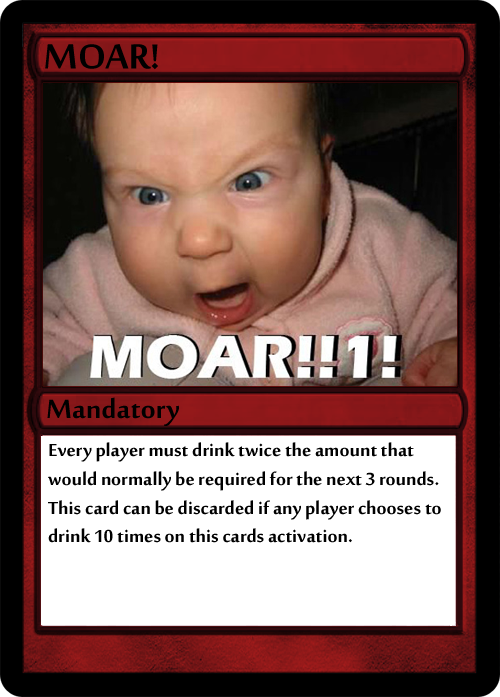 MOAR!
MOAR!!1!
Mandatory
Every player must drink twice the amount that
would normally be required for the next 3 rounds.
This card can be discarded if any player chooses to
drink 10 times on this cards activation.